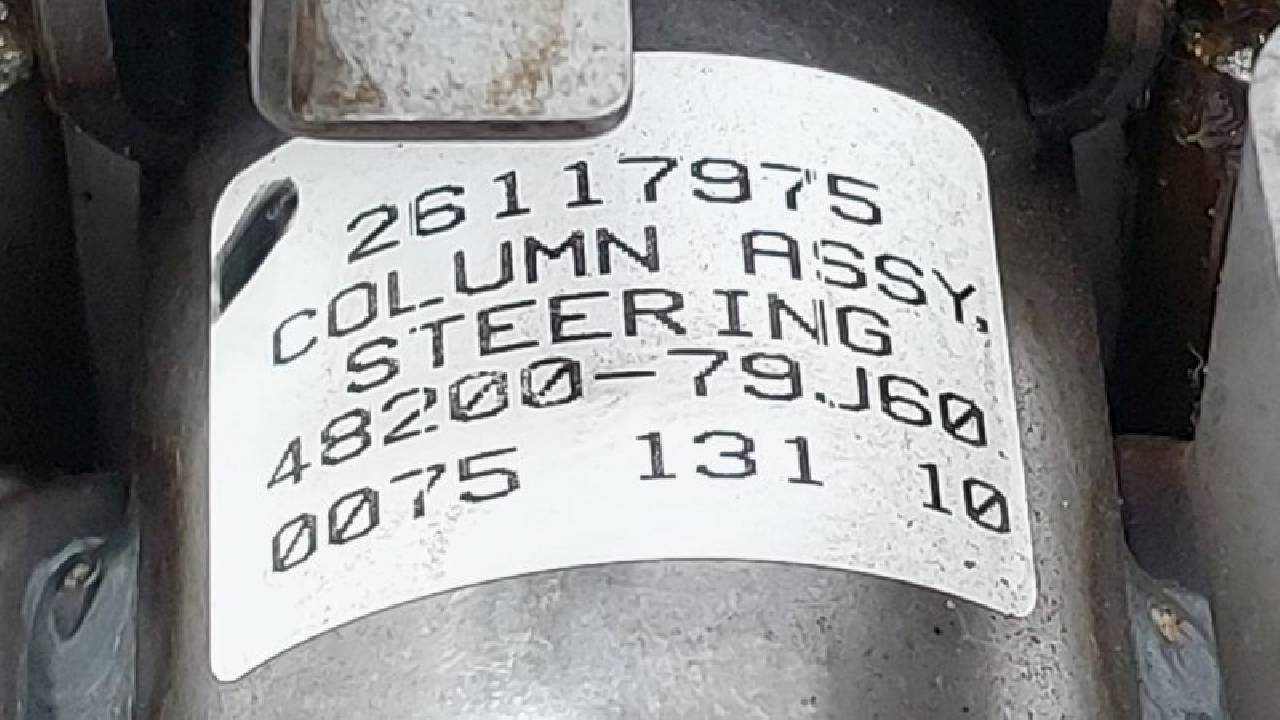 26117975
COLUMN ASSY,
STEERING
48200-79J60
0075 131 10